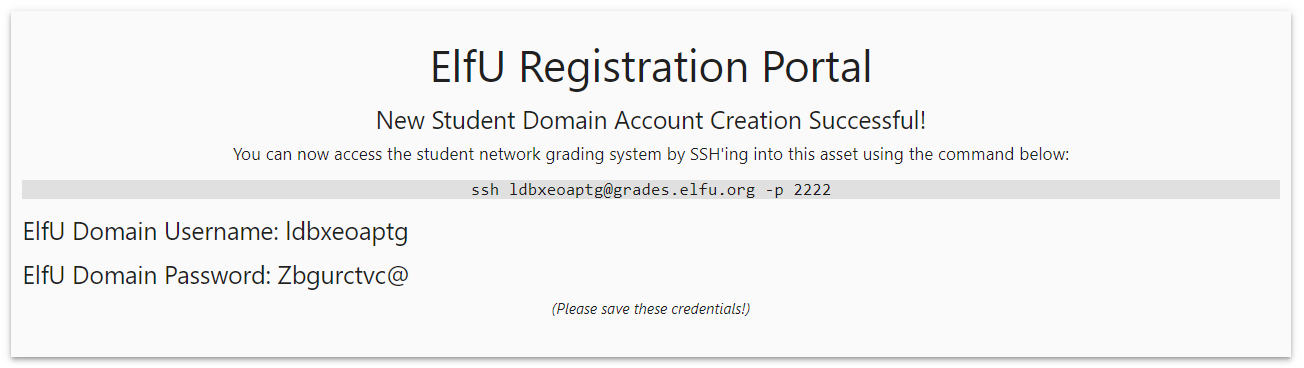 ElfU Registration Portal
New Student Domain Account Creation Successful!
You can now access the student network grading system by SSH'ing into this asset using the command below:
ssh ldbxeoaptg@grades.elfu.org -p 2222
ElfU Domain Username: ldbxeoaptg
ElfU Domain Password: Zbgurctvc@
(Please save these credentials!)